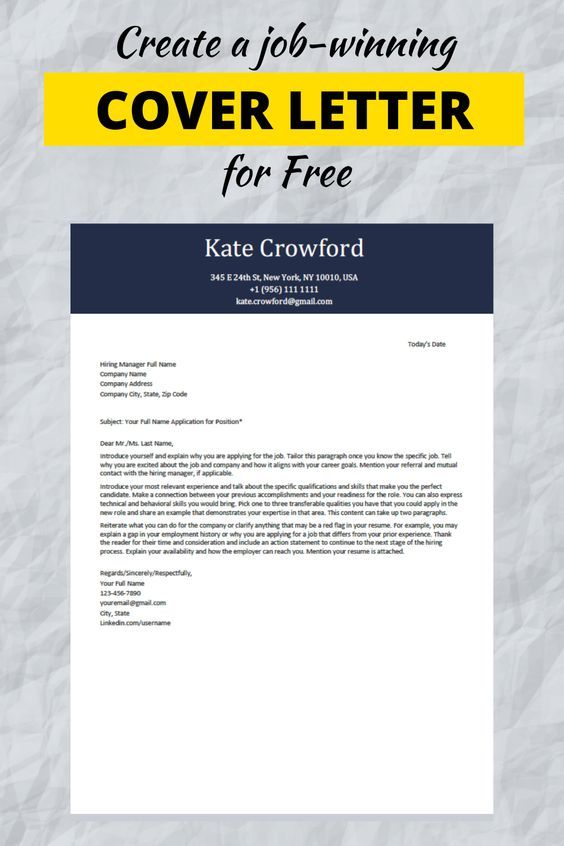 Create a job-winning
COVER LETTER
for Free
Kate Crowford
345 E 24th St, New York, NY 10010, USA
+1 (956) 111 1111
kate.crowford@gmail.com
Today's Date
Hiring Manager Full Name
Company Name
Company Address
Company City, State, Zip Code
Subject: Your Full Name Application for Position*
Dear Mr./Ms. Last Name,
Introduce yourself and explain why you are applying for the job. Tailor this paragraph once you know the specific job. Tell
why you are excited about the job and company and how it aligns with your career goals. Mention your referral and mutual
contact with the hiring manager, if applicable.
Introduce your most relevant experience and talk about the specific qualifications and skills that make you the perfect
candidate. Make a connection between your previous accomplishments and your readiness for the role. You can also express
technical and behavioral skills you would bring. Pick one to three transferable qualities you have that you could apply in the
new role and share an example that demonstrates your expertise in that area. This content can take up two paragraphs.
Reiterate what you can do for the company or clarify anything that may be a red flag in your resume. For example, you may
explain a gap in your employment history or why you are applying for a job that differs from your prior experience. Thank
the reader for their time and consideration and include an action statement to continue to the next stage of the hiring
process. Explain your availability and how the employer can reach you. Mention your resume is attached.
Regards/Sincerely/Respectfully,
Your Full Name
123-456-7890
youremail@gmail.com
City, State
Linkedin.com/username